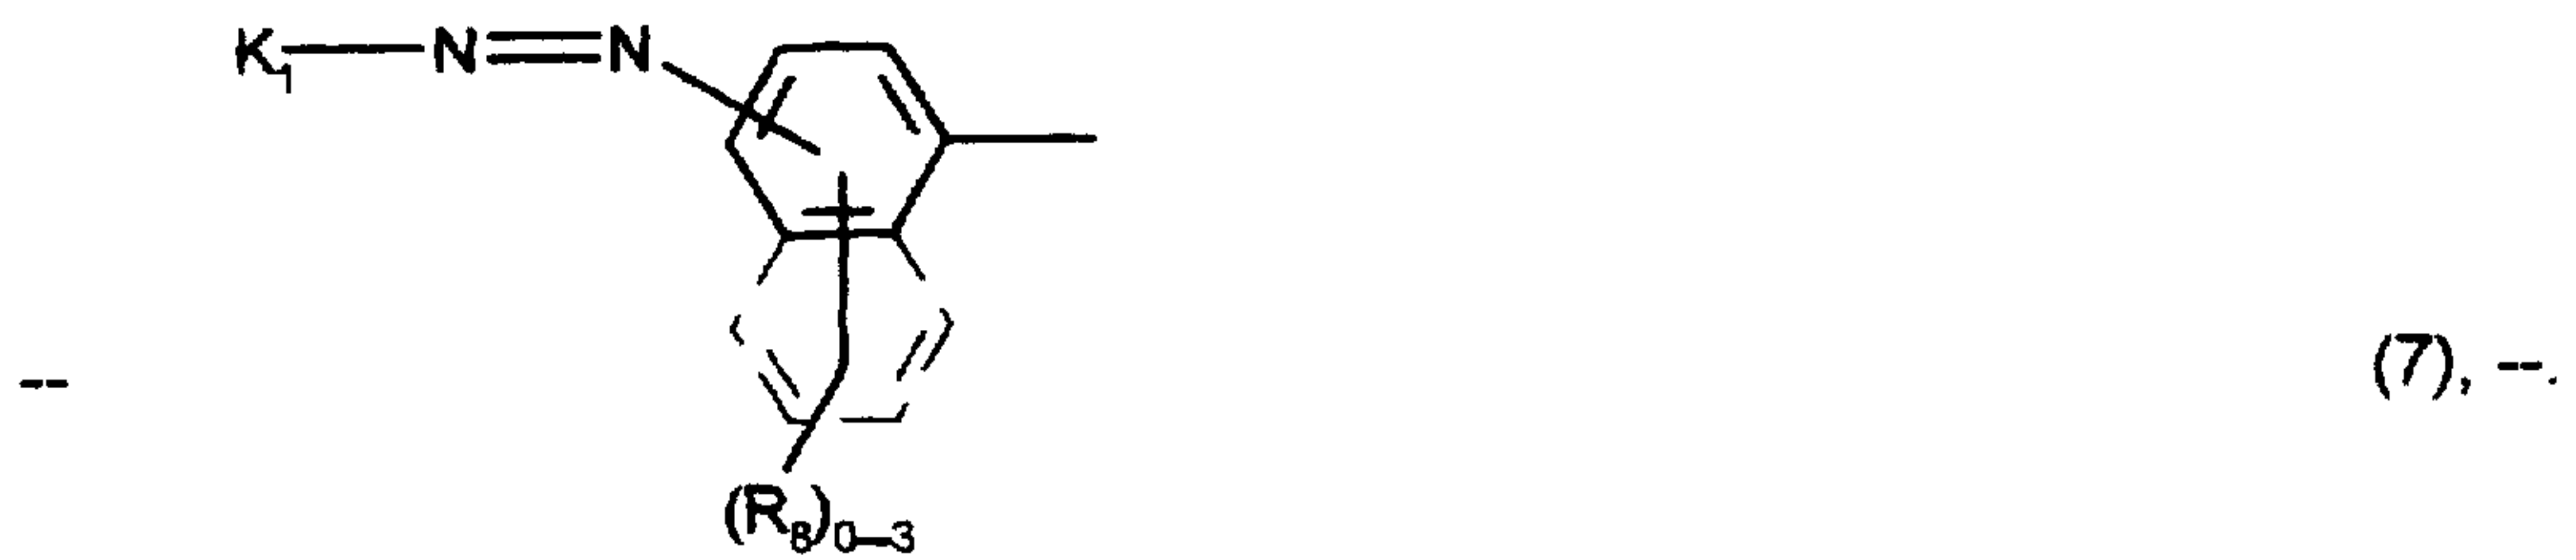 K₁—N=N
-- (7), --.
(R₈)₀₋₃